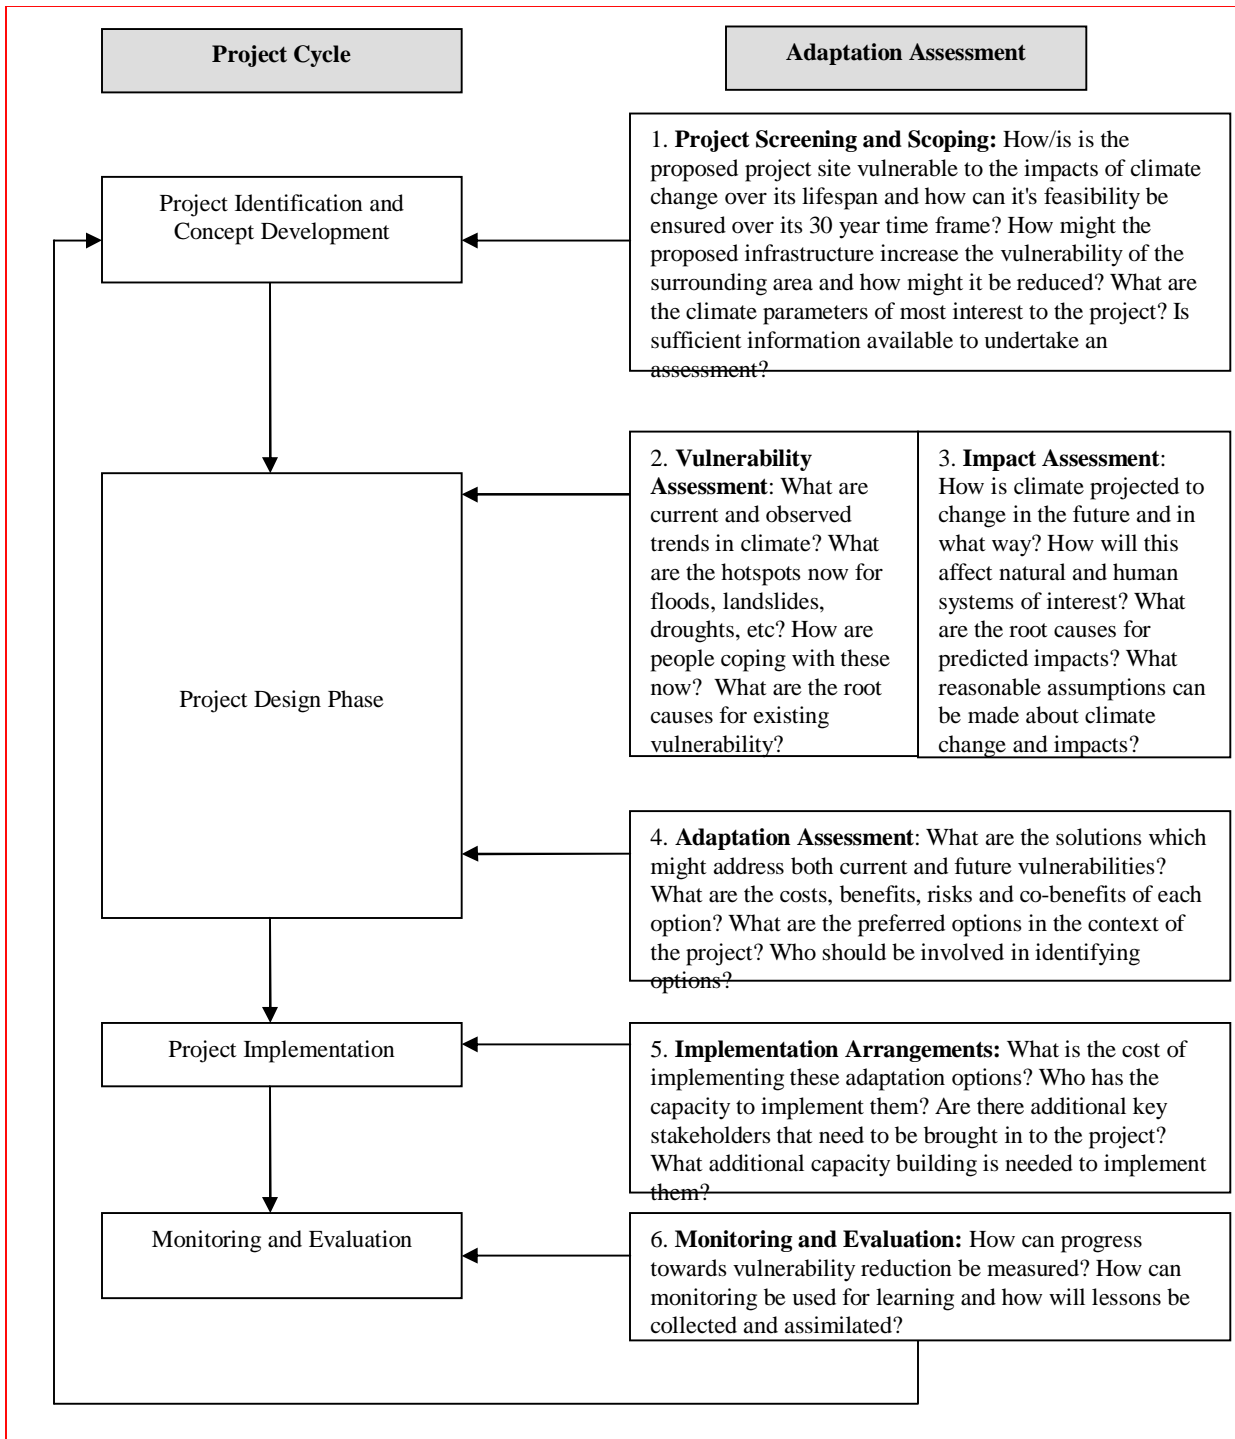 Project Cycle
Adaptation Assessment
1. Project Screening and Scoping: How/is is the
proposed project site vulnerable to the impacts of climate
change over its lifespan and how can it's feasibility be
ensured over its 30 year time frame? How might the
proposed infrastructure increase the vulnerability of the
surrounding area and how might it be reduced? What are
the climate parameters of most interest to the project? Is
sufficient information available to undertake an
assessment?
Project Identification and
Concept Development
2. Vulnerability
Assessment: What are
current and observed
trends in climate? What
are the hotspots now for
floods, landslides,
droughts, etc? How are
people coping with these
now?  What are the root
causes for existing
vulnerability?
3. Impact Assessment:
How is climate projected to
change in the future and in
what way? How will this
affect natural and human
systems of interest? What
are the root causes for
predicted impacts? What
reasonable assumptions can
be made about climate
change and impacts?
Project Design Phase
4. Adaptation Assessment: What are the solutions which
might address both current and future vulnerabilities?
What are the costs, benefits, risks and co-benefits of each
option? What are the preferred options in the context of
the project? Who should be involved in identifying
options?
Project Implementation
5. Implementation Arrangements: What is the cost of
implementing these adaptation options? Who has the
capacity to implement them? Are there additional key
stakeholders that need to be brought in to the project?
What additional capacity building is needed to implement
them?
Monitoring and Evaluation
6. Monitoring and Evaluation: How can progress
towards vulnerability reduction be measured? How can
monitoring be used for learning and how will lessons be
collected and assimilated?